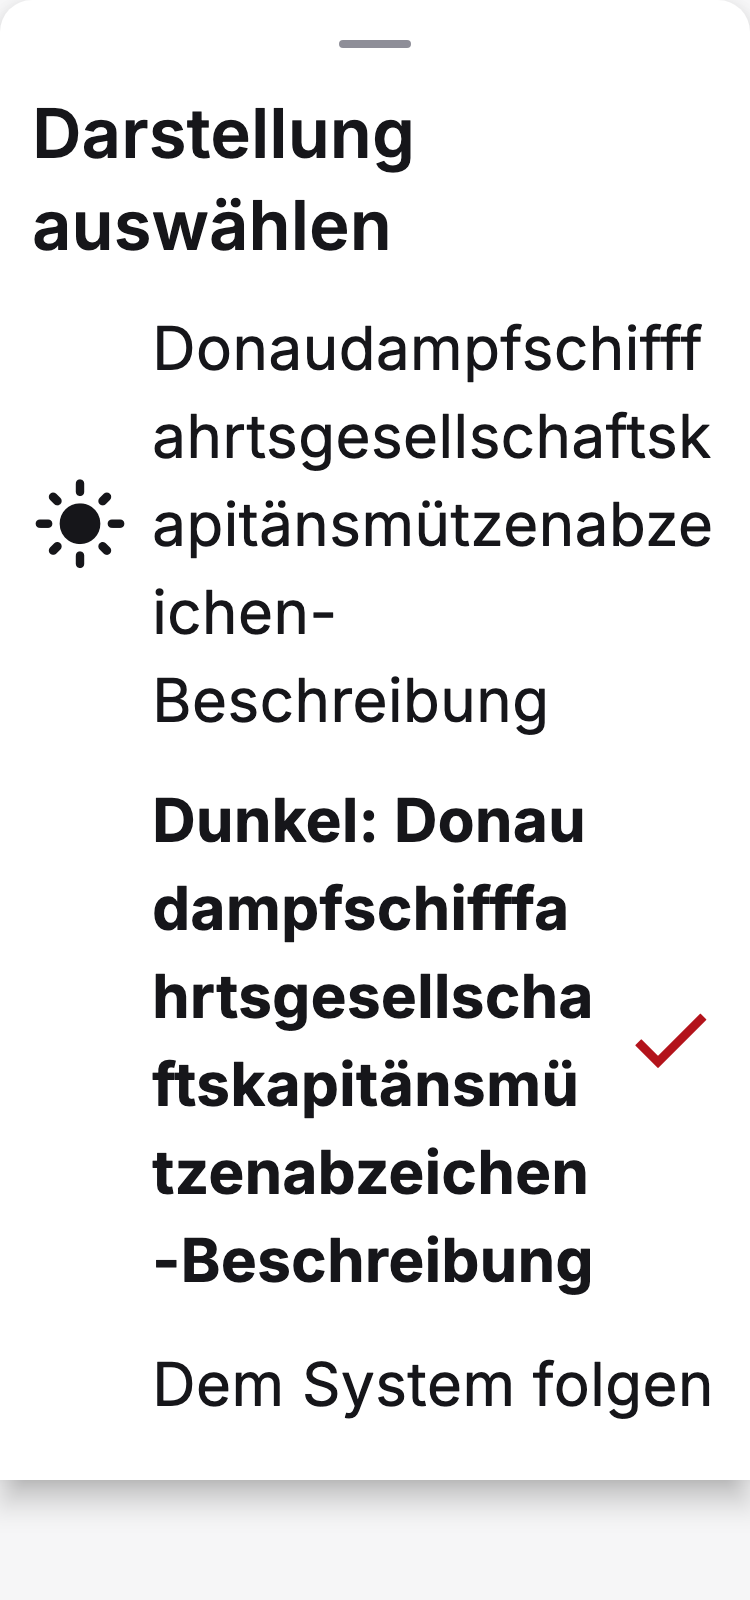 Darstellung
auswählen
Donaudampfschifff
ahrtsgesellschaftsk
apitänsmützenabze
ichen-
Beschreibung
Dunkel: Donau
dampfschifffa
hrtsgesellscha
ftskapitänsmü
tzenabzeichen
-Beschreibung
Dem System folgen